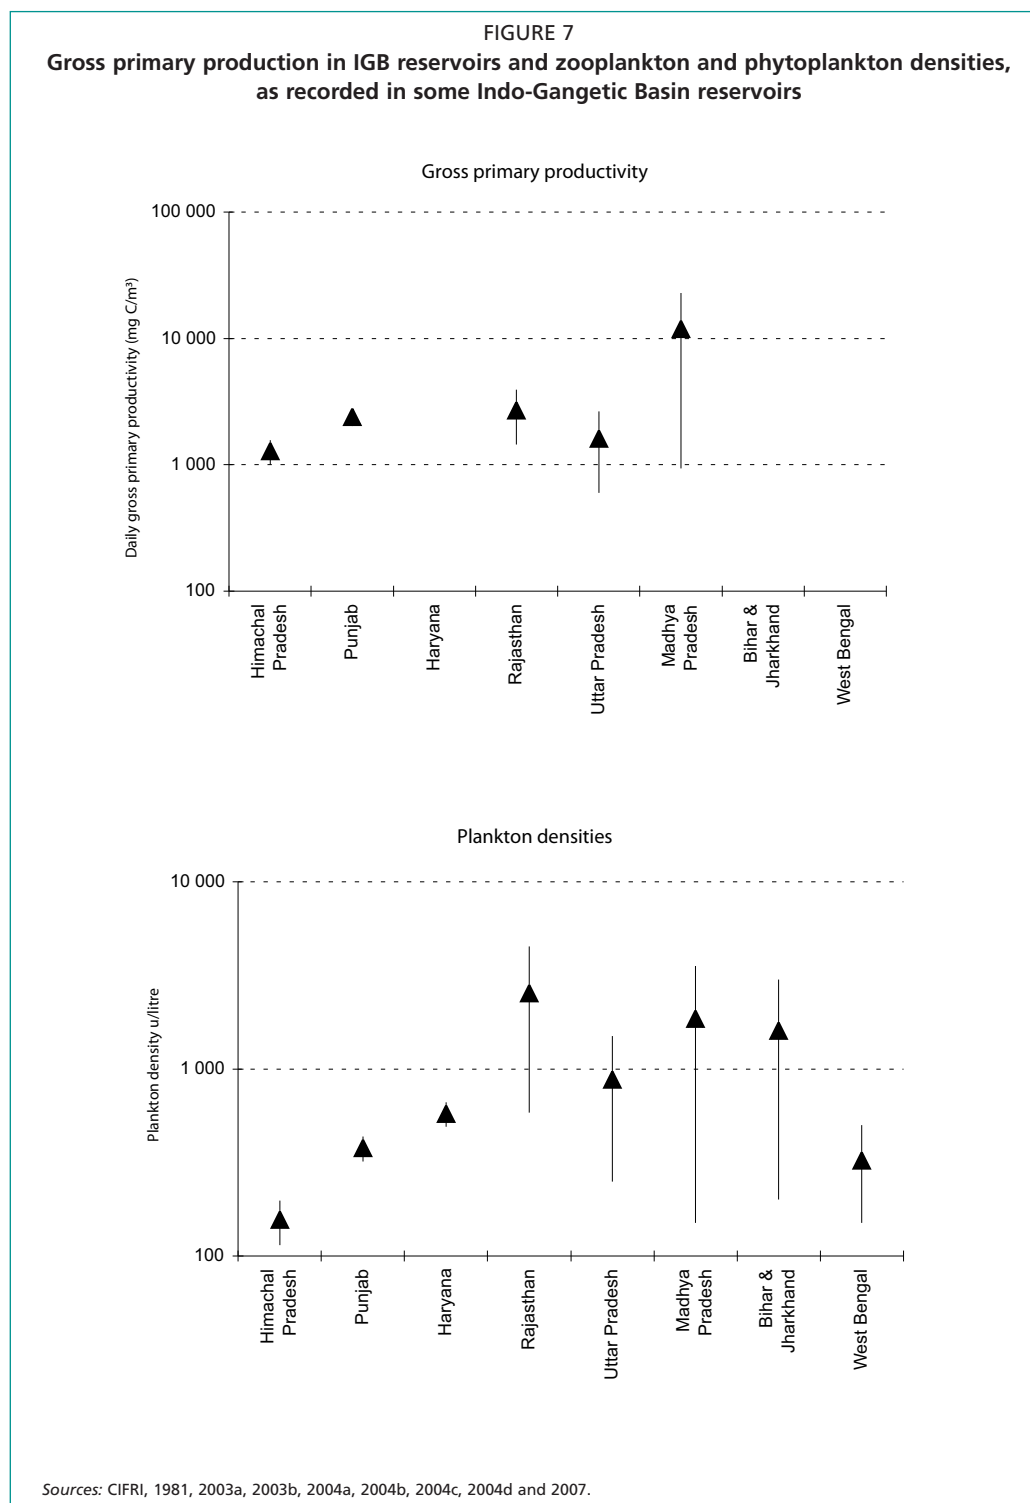 FIGURE 7
Gross primary production in IGB reservoirs and zooplankton and phytoplankton densities,
as recorded in some Indo-Gangetic Basin reservoirs
Gross primary productivity
Daily gross primary productivity (mg C/m³)
100 000
10 000
1 000
100
Himachal
Pradesh
Punjab
Haryana
Rajasthan
Uttar Pradesh
Madhya
Pradesh
Bihar &
Jharkhand
West Bengal
Plankton densities
Plankton density u/litre
10 000
1 000
100
Himachal
Pradesh
Punjab
Haryana
Rajasthan
Uttar Pradesh
Madhya
Pradesh
Bihar &
Jharkhand
West Bengal
Sources: CIFRI, 1981, 2003a, 2003b, 2004a, 2004b, 2004c, 2004d and 2007.